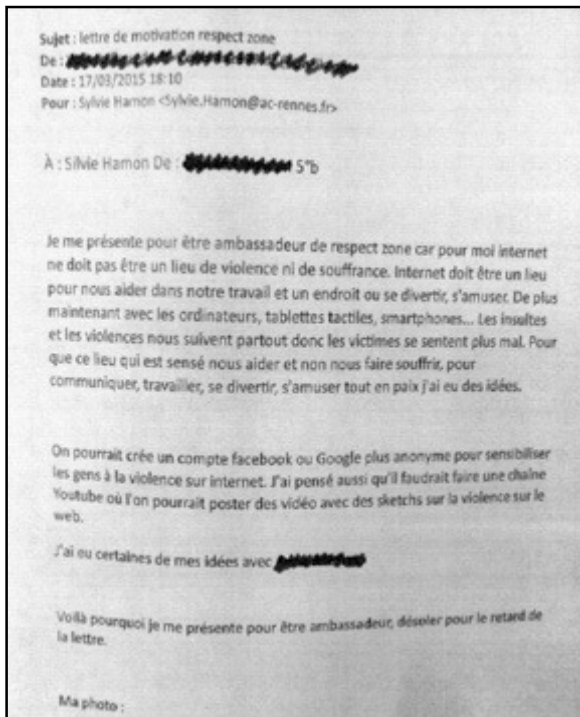 Sujet : lettre de motivation respect zone
De :
Date : 17/03/2015 18:10
Pour : Sylvie Hamon <Sylvie.Hamon@ac-rennes.fr>
À : Silvie Hamon De : 5°b
Je me présente pour être ambassadeur de respect zone car pour moi internet
ne doit pas être un lieu de violence ni de souffrance. Internet doit être un lieu
pour nous aider dans notre travail et un endroit ou se divertir, s'amuser. De plus
maintenant avec les ordinateurs, tablettes tactiles, smartphones... Les insultes
et les violences nous suivent partout donc les victimes se sentent plus mal. Pour
que ce lieu qui est sensé nous aider et non nous faire souffrir, pour
communiquer, travailler, se divertir, s'amuser tout en paix j'ai eu des idées.
On pourrait crée un compte facebook ou Google plus anonyme pour sensibiliser
les gens à la violence sur internet. J'ai pensé aussi qu'il faudrait faire une chaîne
Youtube où l'on pourrait poster des vidéo avec des sketchs sur la violence sur le
web.
J'ai eu certaines de mes idées avec
Voilà pourquoi je me présente pour être ambassadeur, désoler pour le retard de
la lettre.
Ma photo :